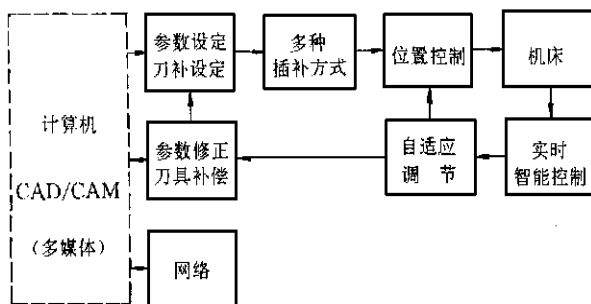 计算机
CAD/CAM
(多媒体)
参数设定
刀补设定
多种
插补方式
位置控制
机床
参数修正
刀具补偿
自适应
调 节
实时
智能控制
网络